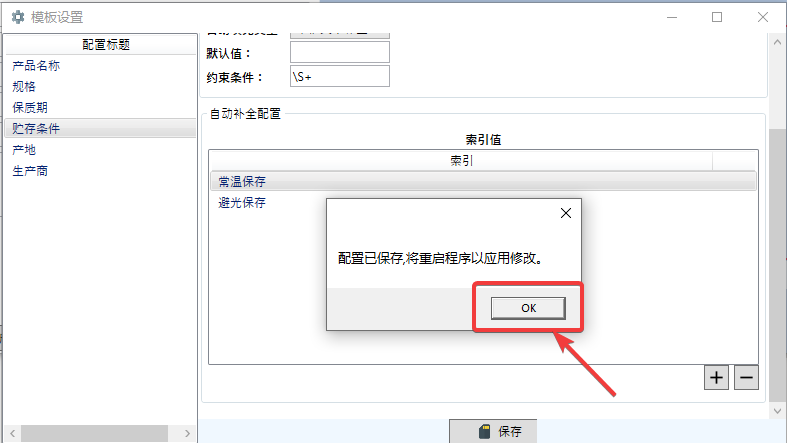 模板设置
配置标题
产品名称
规格
保质期
贮存条件
产地
生产商
默认值：
约束条件： \S+
自动补全配置
索引值
索引
常温保存
避光保存
配置已保存,将重启程序以应用修改。
OK
保存